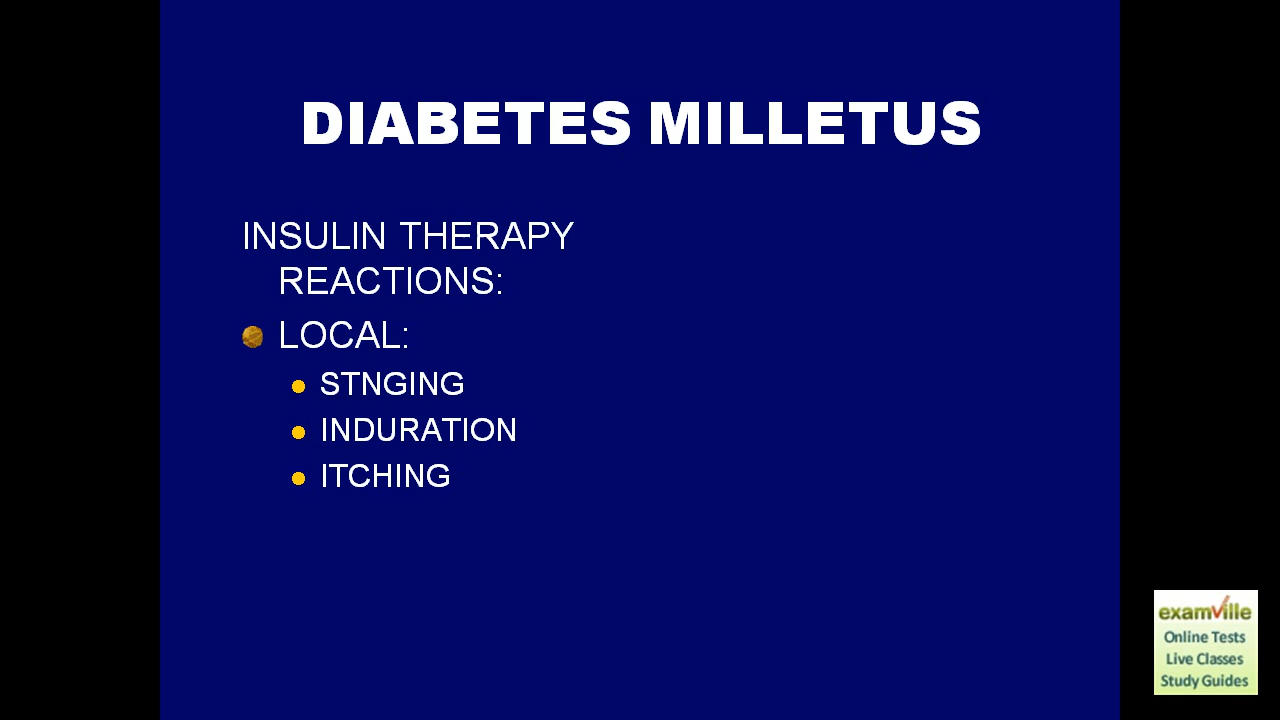 DIABETES MILLETUS
INSULIN THERAPY
REACTIONS:
LOCAL:
STNGING
INDURATION
ITCHING
examville
Online Tests
Live Classes
Study Guides